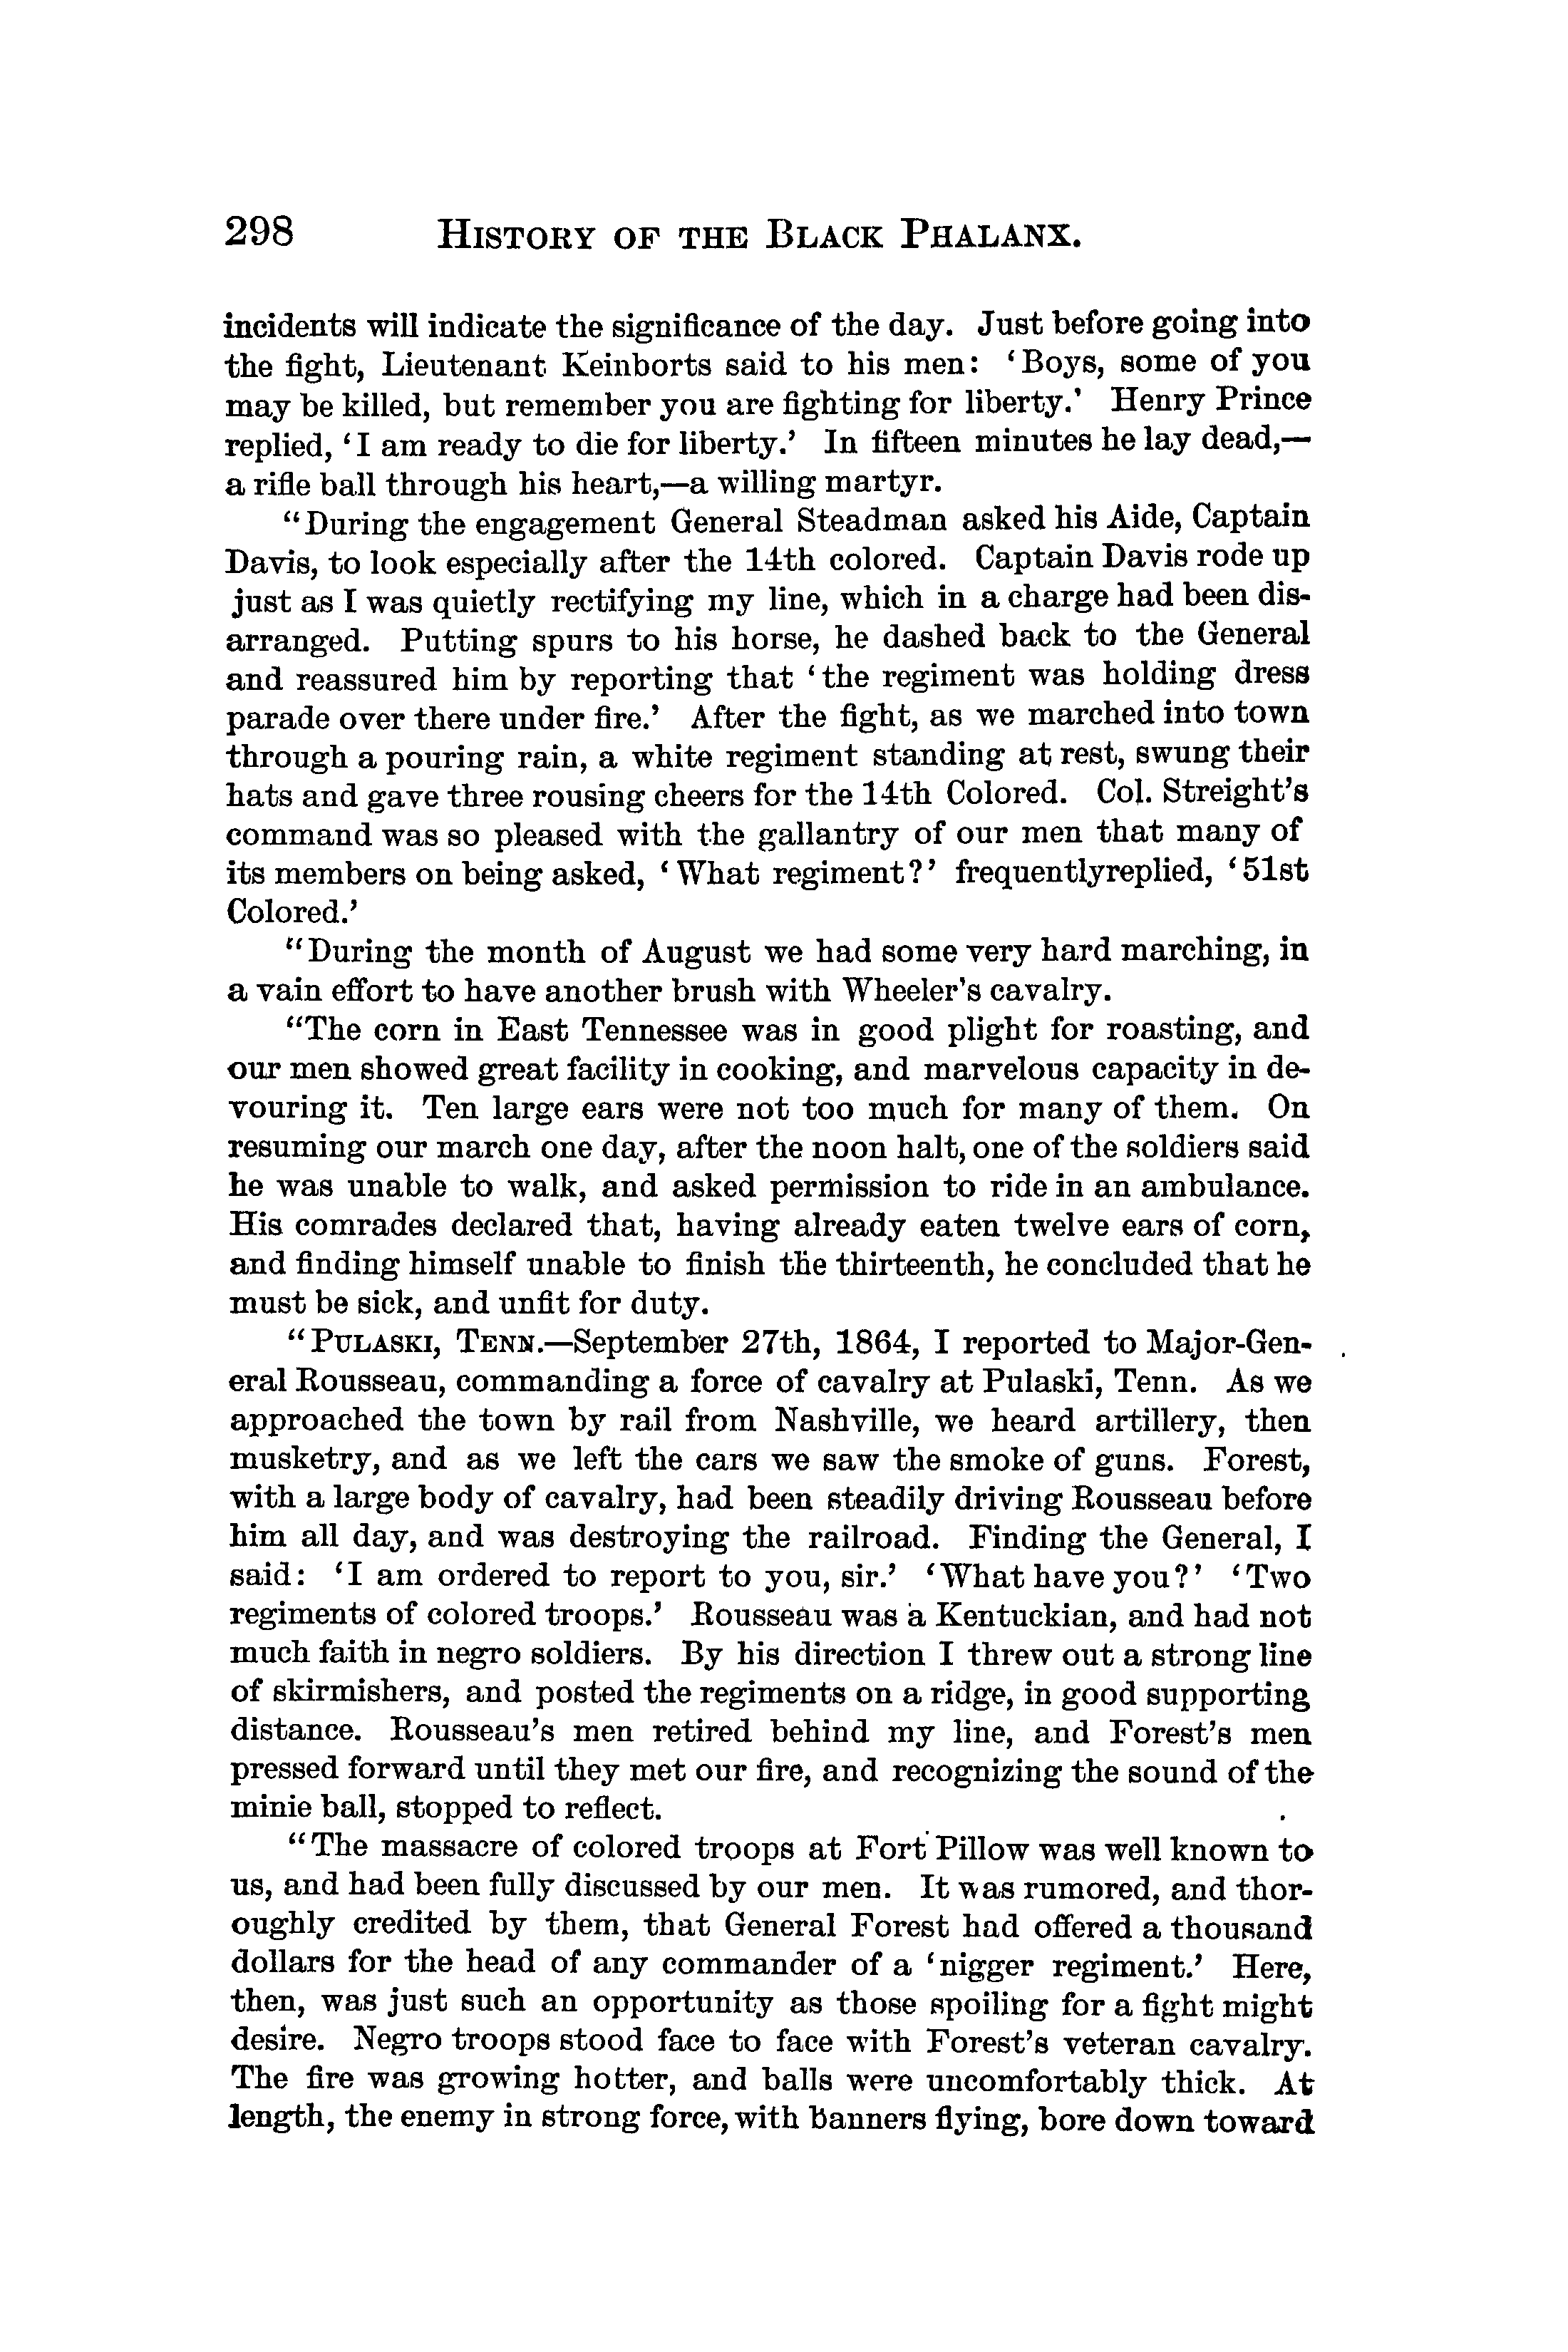 298 HISTORY OF THE BLACK PHALANX.
incidents will indicate the significance of the day. Just before going into
the fight, Lieutenant Keinborts said to his men: ‘Boys, some of you
may be killed, but remember you are fighting for liberty.’ Henry Prince
replied, ‘I am ready to die for liberty.’ In fifteen minutes he lay dead,—
a rifle ball through his heart,—a willing martyr.
“During the engagement General Steadman asked his Aide, Captain
Davis, to look especially after the 14th colored. Captain Davis rode up
just as I was quietly rectifying my line, which in a charge had been dis-
arranged. Putting spurs to his horse, he dashed back to the General
and reassured him by reporting that ‘the regiment was holding dress
parade over there under fire.’ After the fight, as we marched into town
through a pouring rain, a white regiment standing at rest, swung their
hats and gave three rousing cheers for the 14th Colored. Col. Streight’s
command was so pleased with the gallantry of our men that many of
its members on being asked, ‘What regiment?’ frequentlyreplied, ‘51st
Colored.’
“During the month of August we had some very hard marching, in
a vain effort to have another brush with Wheeler’s cavalry.
“The corn in East Tennessee was in good plight for roasting, and
our men showed great facility in cooking, and marvelous capacity in de-
vouring it. Ten large ears were not too much for many of them. On
resuming our march one day, after the noon halt, one of the soldiers said
he was unable to walk, and asked permission to ride in an ambulance.
His comrades declared that, having already eaten twelve ears of corn,
and finding himself unable to finish the thirteenth, he concluded that he
must be sick, and unfit for duty.
“PULASKI, TENN.—September 27th, 1864, I reported to Major-Gen-
eral Rousseau, commanding a force of cavalry at Pulaski, Tenn. As we
approached the town by rail from Nashville, we heard artillery, then
musketry, and as we left the cars we saw the smoke of guns. Forest,
with a large body of cavalry, had been steadily driving Rousseau before
him all day, and was destroying the railroad. Finding the General, I
said: ‘I am ordered to report to you, sir.’ ‘What have you?’ ‘Two
regiments of colored troops.’ Rousseau was a Kentuckian, and had not
much faith in negro soldiers. By his direction I threw out a strong line
of skirmishers, and posted the regiments on a ridge, in good supporting
distance. Rousseau’s men retired behind my line, and Forest’s men
pressed forward until they met our fire, and recognizing the sound of the
minie ball, stopped to reflect.
“The massacre of colored troops at Fort Pillow was well known to
us, and had been fully discussed by our men. It was rumored, and thor-
oughly credited by them, that General Forest had offered a thousand
dollars for the head of any commander of a ‘nigger regiment.’ Here,
then, was just such an opportunity as those spoiling for a fight might
desire. Negro troops stood face to face with Forest’s veteran cavalry.
The fire was growing hotter, and balls were uncomfortably thick. At
length, the enemy in strong force, with banners flying, bore down toward